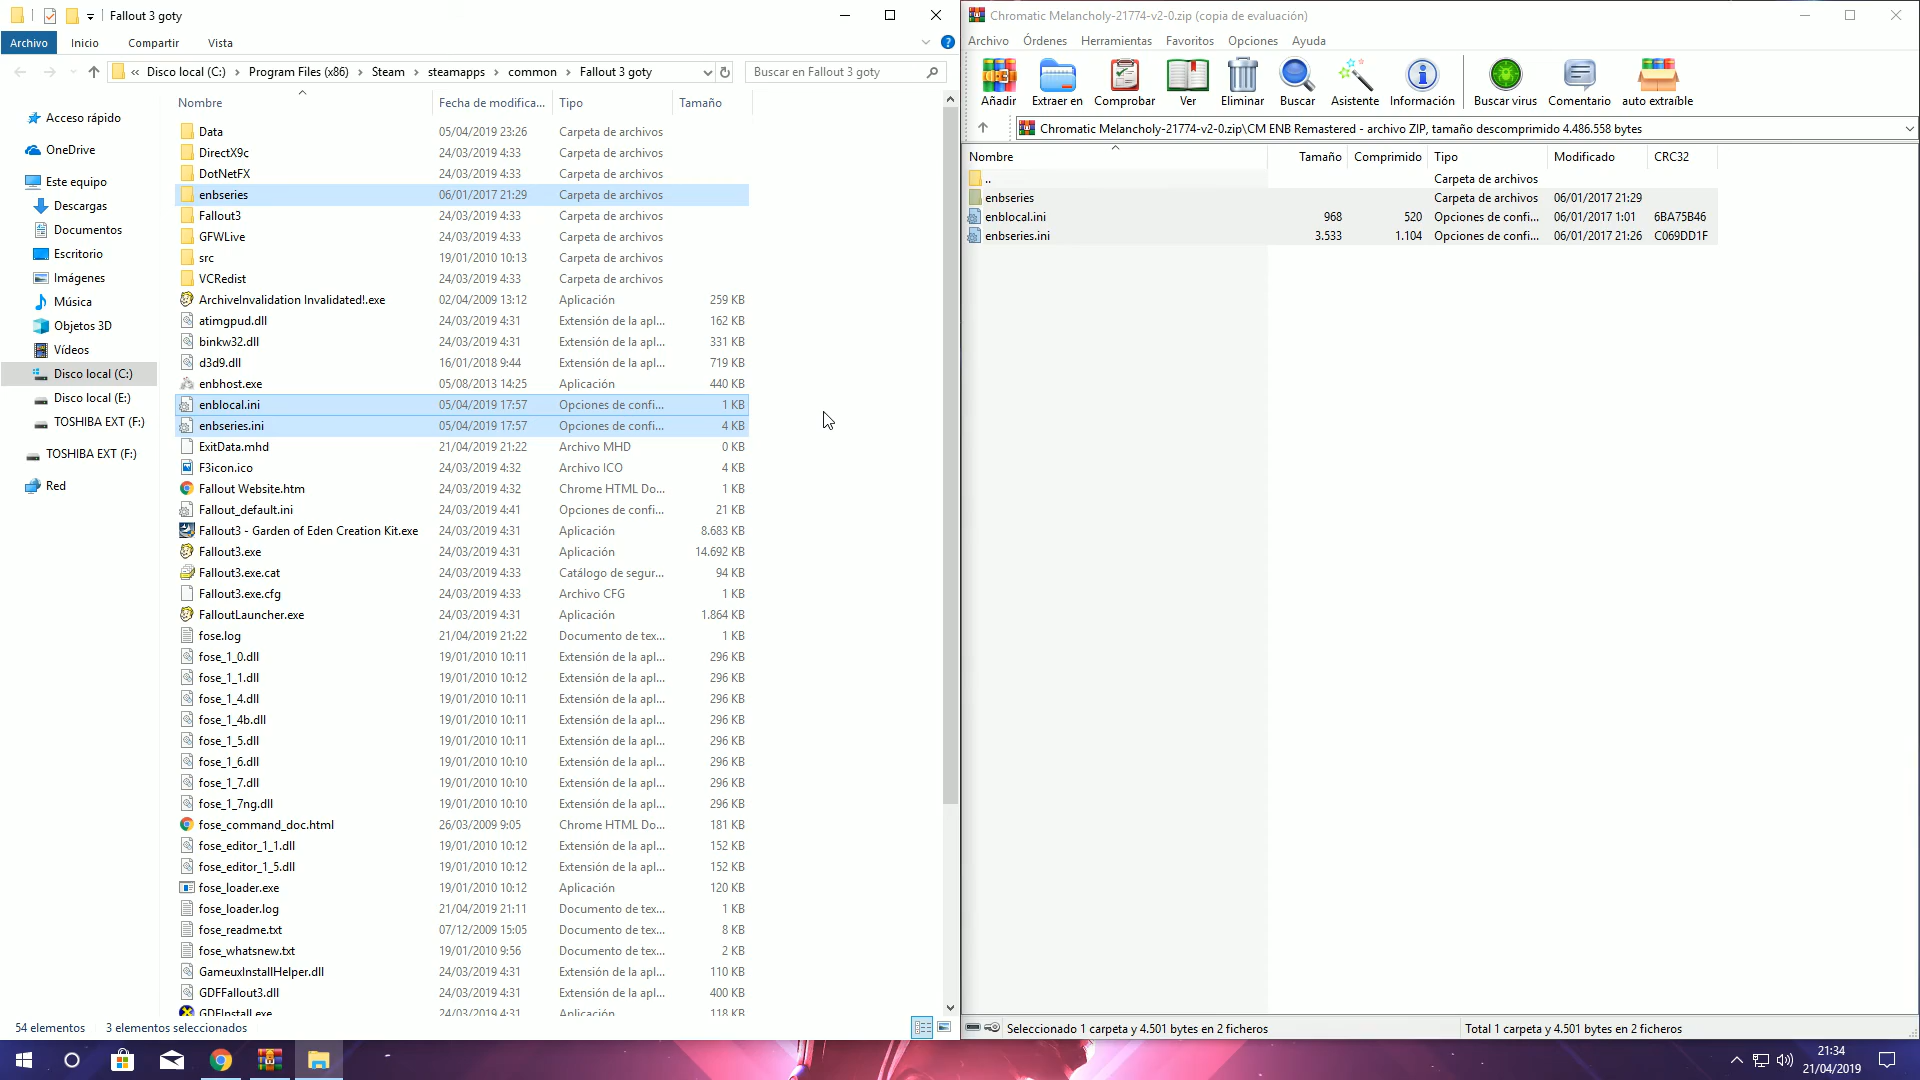 Fallout 3 goty
Archivo Inicio Compartir Vista
« Disco local (C:) › Program Files (x86) › Steam › steamapps › common › Fallout 3 goty
Buscar en Fallout 3 goty
Acceso rápido
OneDrive
Este equipo
Descargas
Documentos
Escritorio
Imágenes
Música
Objetos 3D
Vídeos
Disco local (C:)
Disco local (E:)
TOSHIBA EXT (F:)
TOSHIBA EXT (F:)
Red
Nombre Fecha de modifica... Tipo Tamaño
Data 05/04/2019 23:26 Carpeta de archivos
DirectX9c 24/03/2019 4:33 Carpeta de archivos
DotNetFX 24/03/2019 4:33 Carpeta de archivos
enbseries 06/01/2017 21:29 Carpeta de archivos
Fallout3 24/03/2019 4:33 Carpeta de archivos
GFWLive 24/03/2019 4:33 Carpeta de archivos
src 19/01/2010 10:13 Carpeta de archivos
VCRedist 24/03/2019 4:33 Carpeta de archivos
ArchiveInvalidation Invalidated!.exe 02/04/2009 13:12 Aplicación 259 KB
atimgpud.dll 24/03/2019 4:31 Extensión de la apl... 162 KB
binkw32.dll 24/03/2019 4:31 Extensión de la apl... 331 KB
d3d9.dll 16/01/2018 9:44 Extensión de la apl... 719 KB
enbhost.exe 05/08/2013 14:25 Aplicación 440 KB
enblocal.ini 05/04/2019 17:57 Opciones de confi... 1 KB
enbseries.ini 05/04/2019 17:57 Opciones de confi... 4 KB
ExitData.mhd 21/04/2019 21:22 Archivo MHD 0 KB
F3icon.ico 24/03/2019 4:32 Archivo ICO 4 KB
Fallout Website.htm 24/03/2019 4:32 Chrome HTML Do... 1 KB
Fallout_default.ini 24/03/2019 4:41 Opciones de confi... 21 KB
Fallout3 - Garden of Eden Creation Kit.exe 24/03/2019 4:31 Aplicación 8.683 KB
Fallout3.exe 24/03/2019 4:31 Aplicación 14.692 KB
Fallout3.exe.cat 24/03/2019 4:33 Catálogo de segur... 94 KB
Fallout3.exe.cfg 24/03/2019 4:33 Archivo CFG 1 KB
FalloutLauncher.exe 24/03/2019 4:31 Aplicación 1.864 KB
fose.log 21/04/2019 21:22 Documento de tex... 1 KB
fose_1_0.dll 19/01/2010 10:11 Extensión de la apl... 296 KB
fose_1_1.dll 19/01/2010 10:12 Extensión de la apl... 296 KB
fose_1_4.dll 19/01/2010 10:11 Extensión de la apl... 296 KB
fose_1_4b.dll 19/01/2010 10:11 Extensión de la apl... 296 KB
fose_1_5.dll 19/01/2010 10:11 Extensión de la apl... 296 KB
fose_1_6.dll 19/01/2010 10:10 Extensión de la apl... 296 KB
fose_1_7.dll 19/01/2010 10:10 Extensión de la apl... 296 KB
fose_1_7ng.dll 19/01/2010 10:10 Extensión de la apl... 296 KB
fose_command_doc.html 26/03/2009 9:05 Chrome HTML Do... 181 KB
fose_editor_1_1.dll 19/01/2010 10:12 Extensión de la apl... 152 KB
fose_editor_1_5.dll 19/01/2010 10:12 Extensión de la apl... 152 KB
fose_loader.exe 19/01/2010 10:12 Aplicación 120 KB
fose_loader.log 21/04/2019 21:11 Documento de tex... 1 KB
fose_readme.txt 07/12/2009 15:05 Documento de tex... 8 KB
fose_whatsnew.txt 19/01/2010 9:56 Documento de tex... 2 KB
GameuxInstallHelper.dll 24/03/2019 4:31 Extensión de la apl... 110 KB
GDFFallout3.dll 24/03/2019 4:31 Extensión de la apl... 400 KB
GDFInstall.exe 24/03/2019 4:31 Aplicación 118 KB
54 elementos 3 elementos seleccionados
Chromatic Melancholy-21774-v2-0.zip (copia de evaluación)
Archivo Órdenes Herramientas Favoritos Opciones Ayuda
Añadir Extraer en Comprobar Ver Eliminar Buscar Asistente Información Buscar virus Comentario auto extraíble
Chromatic Melancholy-21774-v2-0.zip\CM ENB Remastered - archivo ZIP, tamaño descomprimido 4.486.558 bytes
Nombre Tamaño Comprimido Tipo Modificado CRC32
.. Carpeta de archivos
enbseries Carpeta de archivos 06/01/2017 21:29
enblocal.ini 968 520 Opciones de confi... 06/01/2017 1:01 6BA75B46
enbseries.ini 3.533 1.104 Opciones de confi... 06/01/2017 21:26 C069DD1F
Seleccionado 1 carpeta y 4.501 bytes en 2 ficheros
Total 1 carpeta y 4.501 bytes en 2 ficheros
21:34
21/04/2019